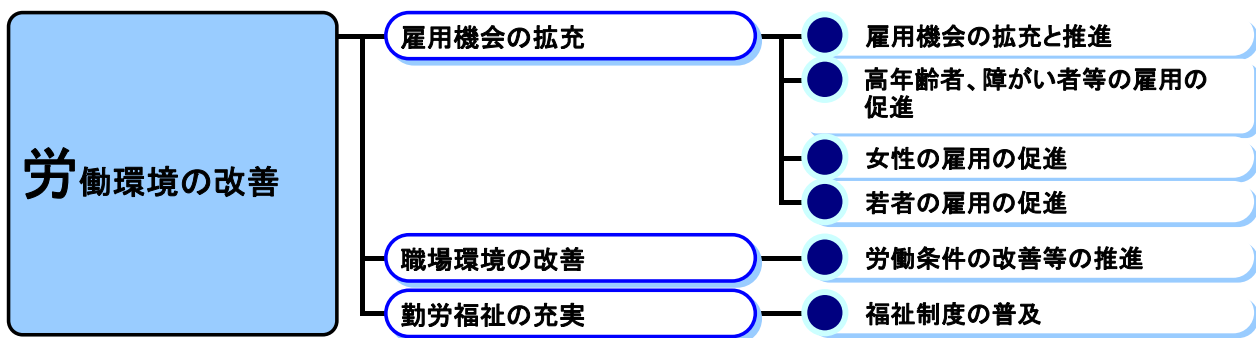 労働環境の改善
雇用機会の拡充
雇用機会の拡充と推進
高年齢者、障がい者等の雇用の
促進
女性の雇用の促進
若者の雇用の促進
職場環境の改善
労働条件の改善等の推進
勤労福祉の充実
福祉制度の普及